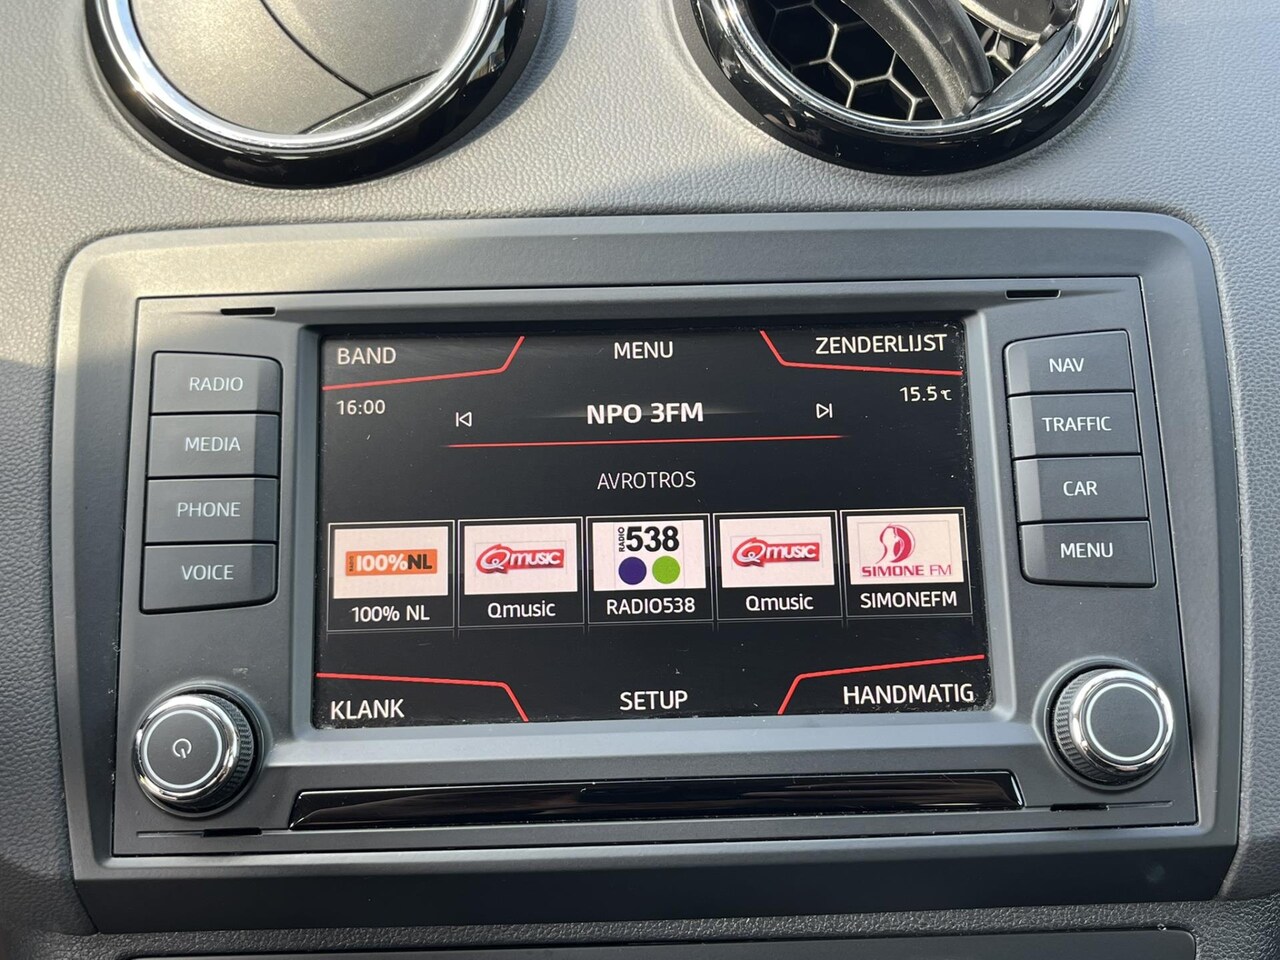 BAND
MENU
ZENDERLIJST
16:00
NPO 3FM
15.5℃
AVROTROS
100%NL
Qmusic
RADIO 538
Qmusic
SIMONE FM
100% NL
Qmusic
RADIO538
Qmusic
SIMONEFM
KLANK
SETUP
HANDMATIG
RADIO
MEDIA
PHONE
VOICE
NAV
TRAFFIC
CAR
MENU